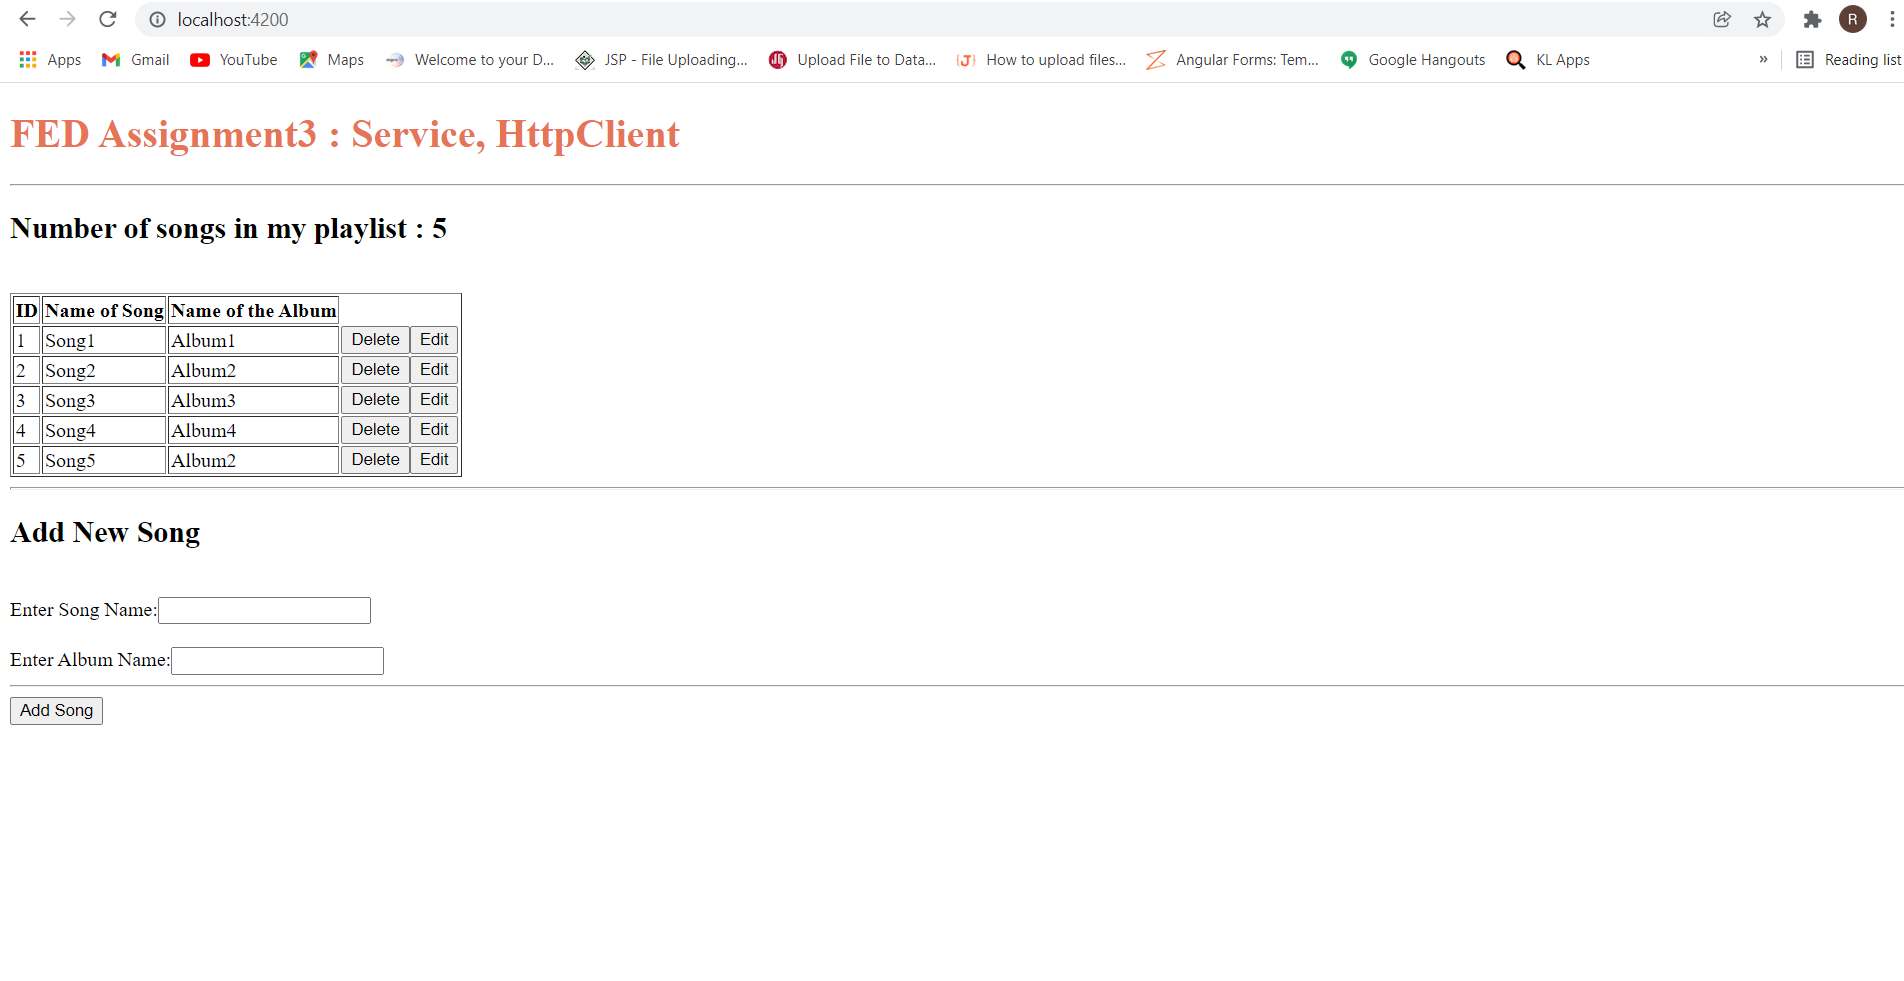 localhost:4200
R
Apps Gmail YouTube Maps Welcome to your D... JSP - File Uploading... Upload File to Data... How to upload files... Angular Forms: Tem... Google Hangouts KL Apps » Reading list
FED Assignment3 : Service, HttpClient
Number of songs in my playlist : 5
ID Name of Song Name of the Album
1 Song1 Album1 Delete Edit
2 Song2 Album2 Delete Edit
3 Song3 Album3 Delete Edit
4 Song4 Album4 Delete Edit
5 Song5 Album2 Delete Edit
Add New Song
Enter Song Name:
Enter Album Name:
Add Song